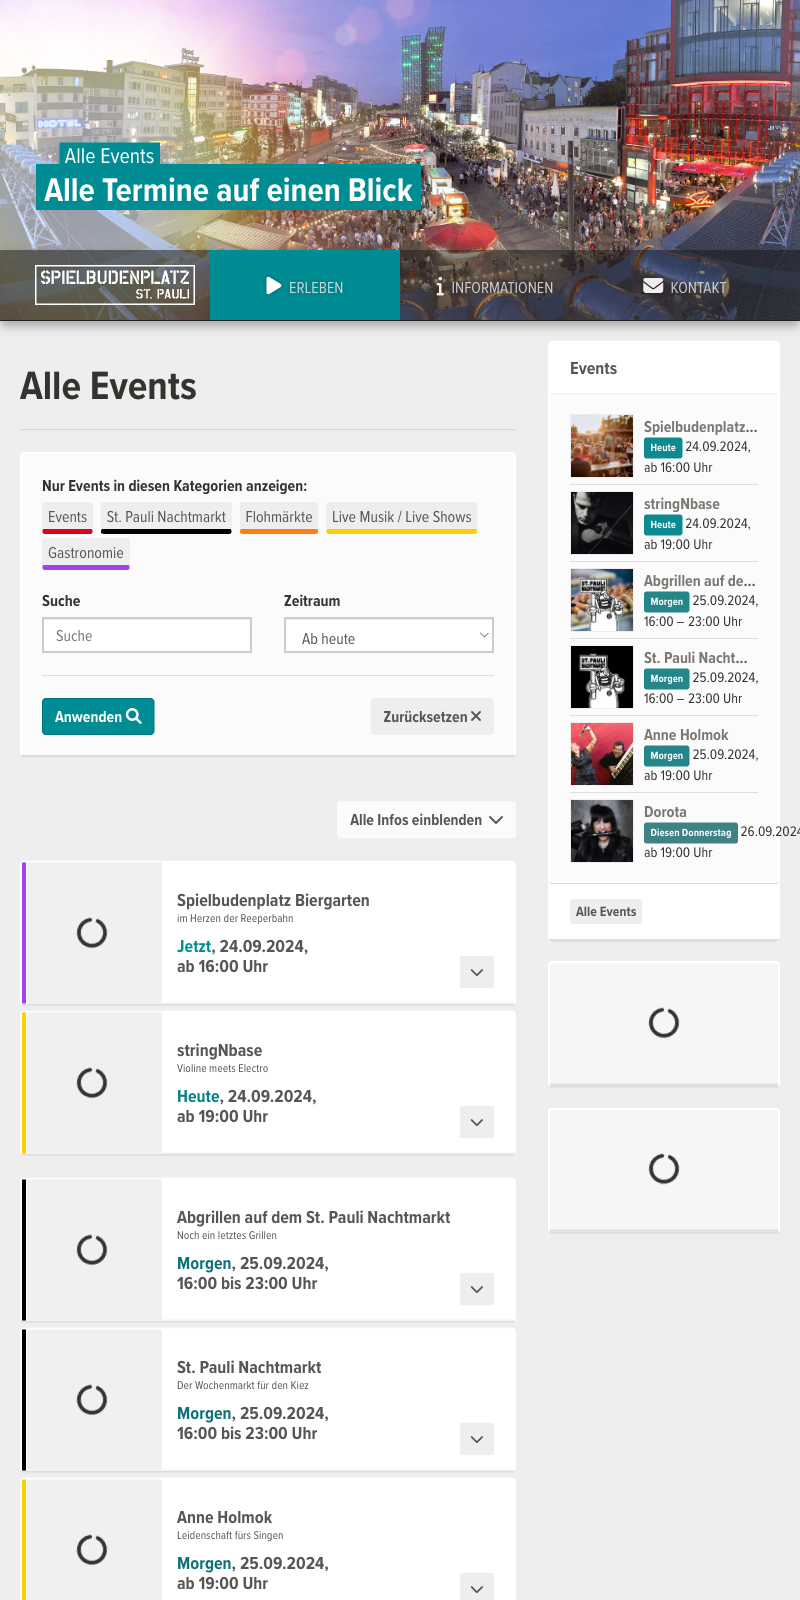 HOTEL
Alle Events
Alle Termine auf einen Blick
SPIELBUDENPLATZ
ST. PAULI
ERLEBEN
INFORMATIONEN
KONTAKT
Alle Events
Nur Events in diesen Kategorien anzeigen:
Events
St. Pauli Nachtmarkt
Flohmärkte
Live Musik / Live Shows
Gastronomie
Suche
Zeitraum
Suche
Ab heute
Anwenden
Zurücksetzen
Alle Infos einblenden
Spielbudenplatz Biergarten
im Herzen der Reeperbahn
Jetzt, 24.09.2024,
ab 16:00 Uhr
stringNbase
Violine meets Electro
Heute, 24.09.2024,
ab 19:00 Uhr
Abgrillen auf dem St. Pauli Nachtmarkt
Noch ein letztes Grillen
Morgen, 25.09.2024,
16:00 bis 23:00 Uhr
St. Pauli Nachtmarkt
Der Wochenmarkt für den Kiez
Morgen, 25.09.2024,
16:00 bis 23:00 Uhr
Anne Holmok
Leidenschaft fürs Singen
Morgen, 25.09.2024,
ab 19:00 Uhr
Events
Spielbudenplatz...
Heute 24.09.2024,
ab 16:00 Uhr
stringNbase
Heute 24.09.2024,
ab 19:00 Uhr
Abgrillen auf de...
Morgen 25.09.2024,
16:00 – 23:00 Uhr
St. Pauli Nacht...
Morgen 25.09.2024,
16:00 – 23:00 Uhr
Anne Holmok
Morgen 25.09.2024,
ab 19:00 Uhr
Dorota
Diesen Donnerstag 26.09.2024
ab 19:00 Uhr
Alle Events